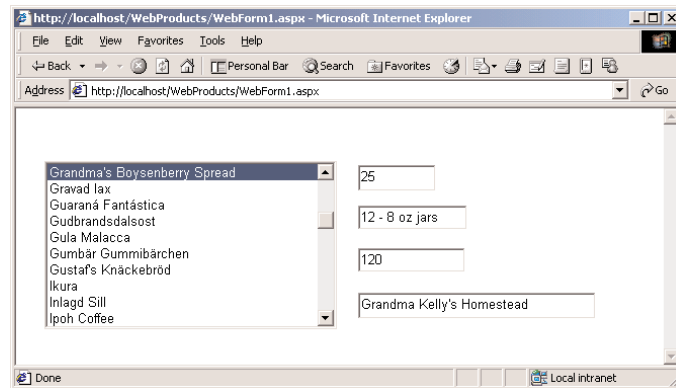 http://localhost/WebProducts/WebForm1.aspx - Microsoft Internet Explorer
File Edit View Favorites Tools Help
Back Personal Bar Search Favorites
Address http://localhost/WebProducts/WebForm1.aspx Go
Grandma's Boysenberry Spread
Gravad lax
Guaraná Fantástica
Gudbrandsdalsost
Gula Malacca
Gumbär Gummibärchen
Gustaf's Knäckebröd
Ikura
Inlagd Sill
Ipoh Coffee
25
12 - 8 oz jars
120
Grandma Kelly's Homestead
Done Local intranet